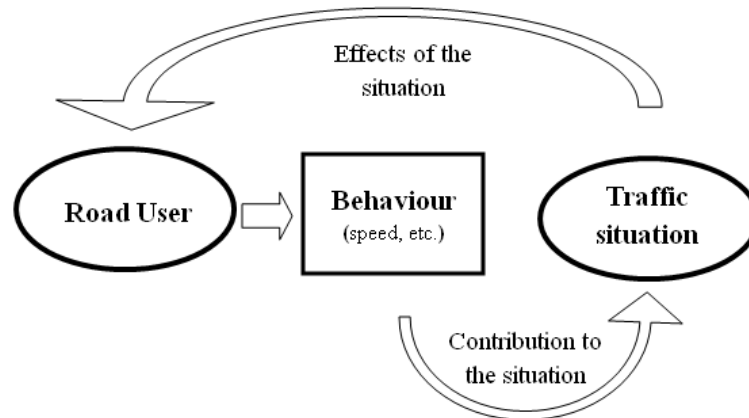 Effects of the
situation
Road User
Behaviour
(speed, etc.)
Traffic
situation
Contribution to
the situation